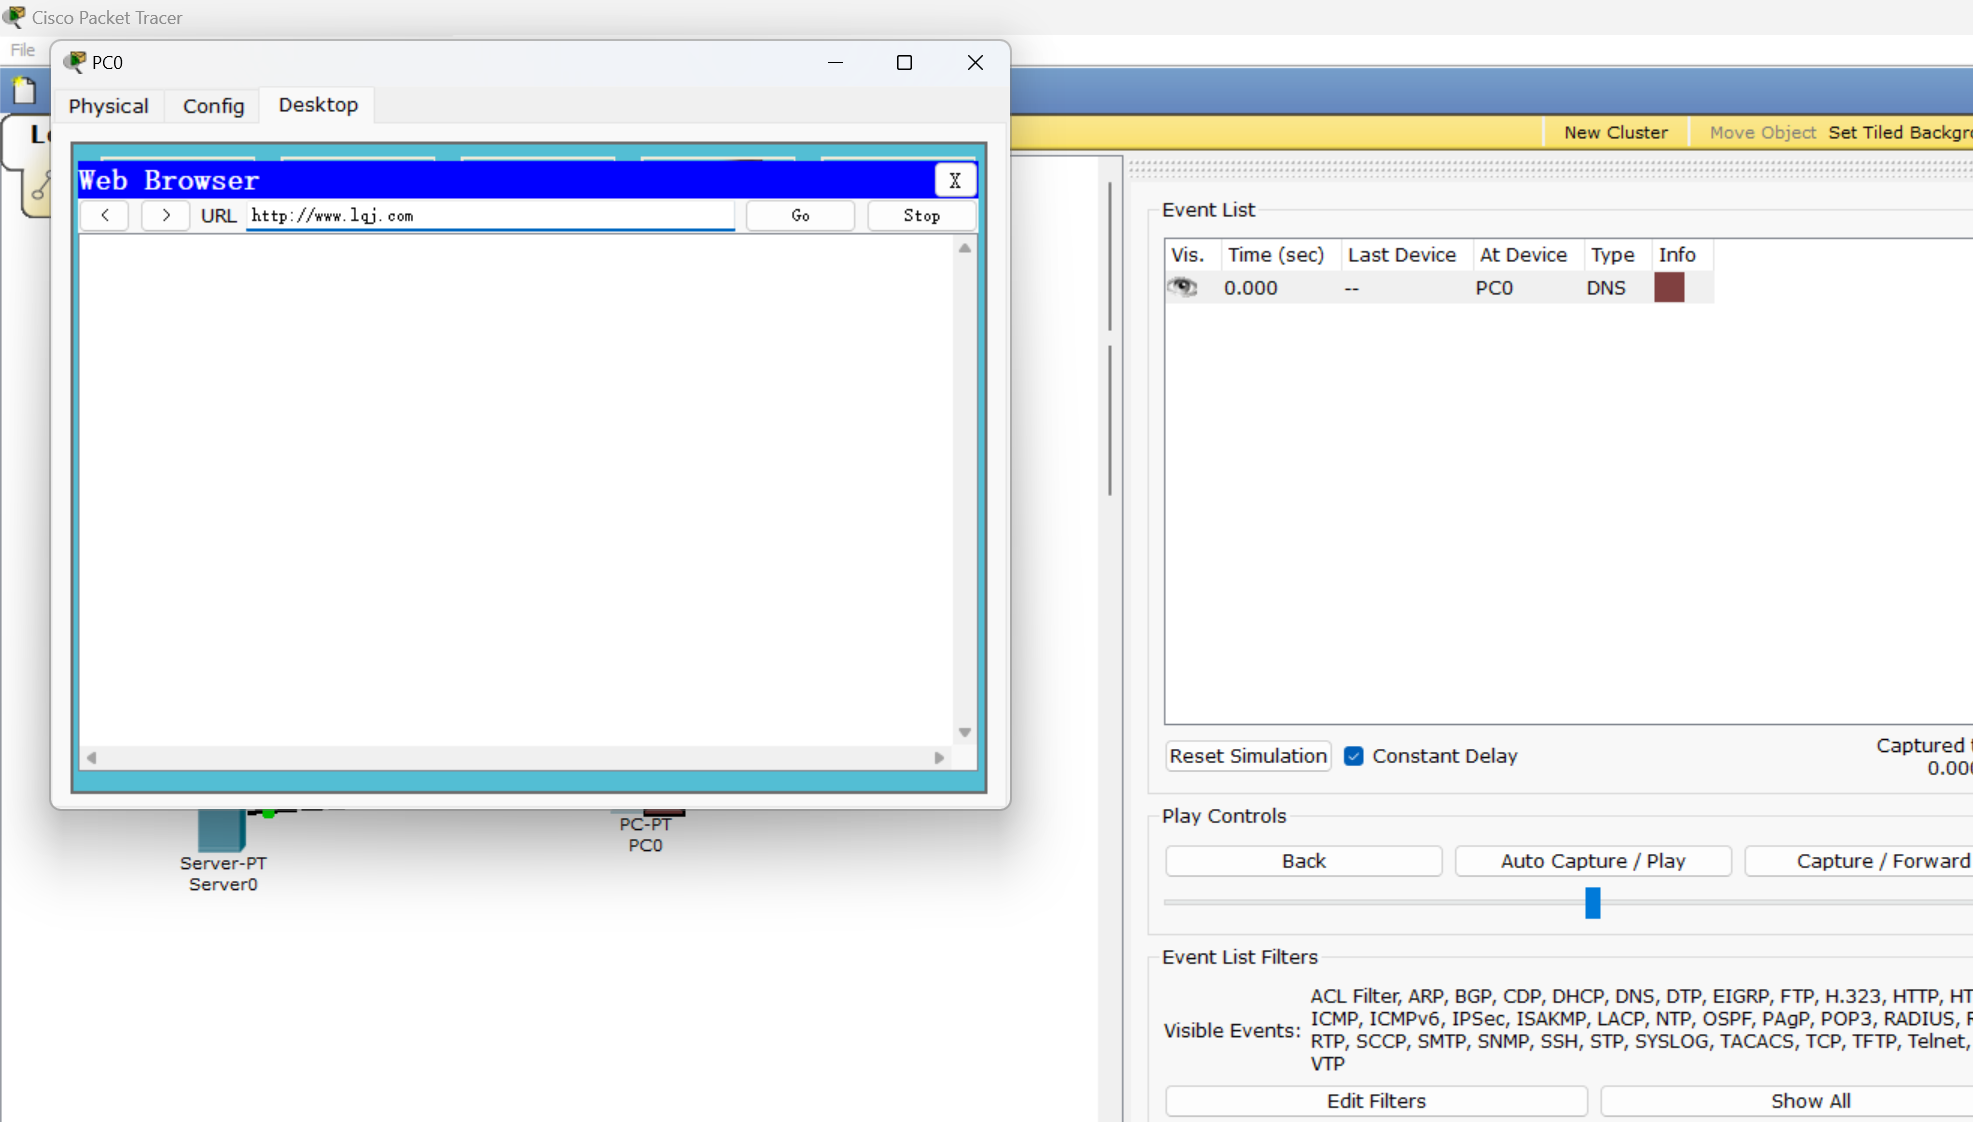 Cisco Packet Tracer
File
PC0
Physical Config Desktop
Web Browser X
< > URL http://www.lqj.com Go Stop
New Cluster Move Object Set Tiled
Event List
Vis. Time (sec) Last Device At Device Type Info
0.000 -- PC0 DNS
Reset Simulation Constant Delay
Captured
0.000
Play Controls
Back Auto Capture / Play Capture / Forward
Event List Filters
Visible Events:
ACL Filter, ARP, BGP, CDP, DHCP, DNS, DTP, EIGRP, FTP, H.323, HTTP,
ICMP, ICMPv6, IPSec, ISAKMP, LACP, NTP, OSPF, PAgP, POP3, RADIUS,
RTP, SCCP, SMTP, SNMP, SSH, STP, SYSLOG, TACACS, TCP, TFTP, Telnet,
VTP
Edit Filters Show All
PC-PT
PC0
Server-PT
Server0